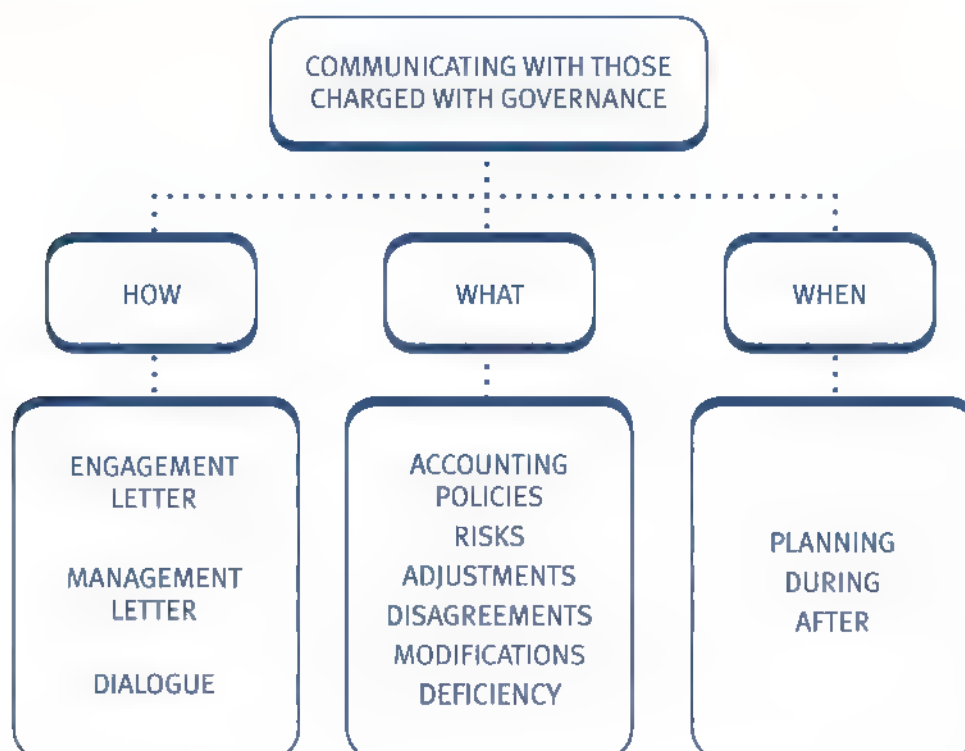 COMMUNICATING WITH THOSE
CHARGED WITH GOVERNANCE
HOW
WHAT
WHEN
ENGAGEMENT
LETTER
MANAGEMENT
LETTER
DIALOGUE
ACCOUNTING
POLICIES
RISKS
ADJUSTMENTS
DISAGREEMENTS
MODIFICATIONS
DEFICIENCY
PLANNING
DURING
AFTER